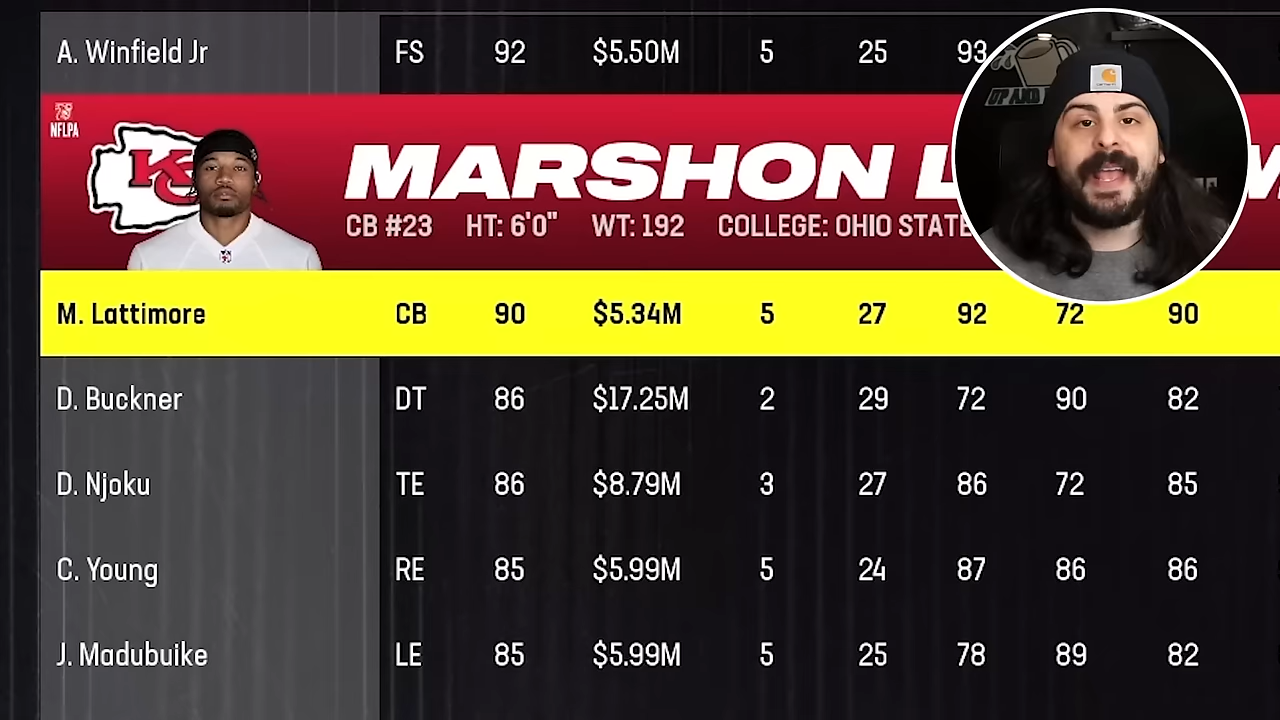 A. Winfield Jr FS 92 $5.50M 5 25 93
NFLPA
KC
MARSHON
CB #23 HT: 6'0" WT: 192 COLLEGE: OHIO STATE
M. Lattimore CB 90 $5.34M 5 27 92 72 90
D. Buckner DT 86 $17.25M 2 29 72 90 82
D. Njoku TE 86 $8.79M 3 27 86 72 85
C. Young RE 85 $5.99M 5 24 87 86 86
J. Madubuike LE 85 $5.99M 5 25 78 89 82
UP AND